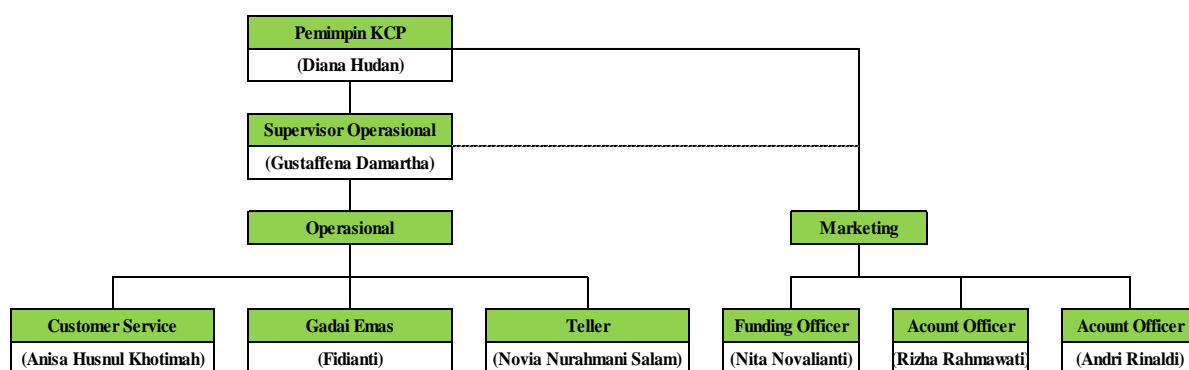 Pemimpin KCP
(Diana Hudan)
Supervisor Operasional
(Gustaffena Damartha)
Operasional
Marketing
Customer Service
(Anisa Husnul Khotimah)
Gadai Emas
(Fidianti)
Teller
(Novia Nurahmani Salam)
Funding Officer
(Nita Novalianti)
Acount Officer
(Rizha Rahmawati)
Acount Officer
(Andri Rinaldi)